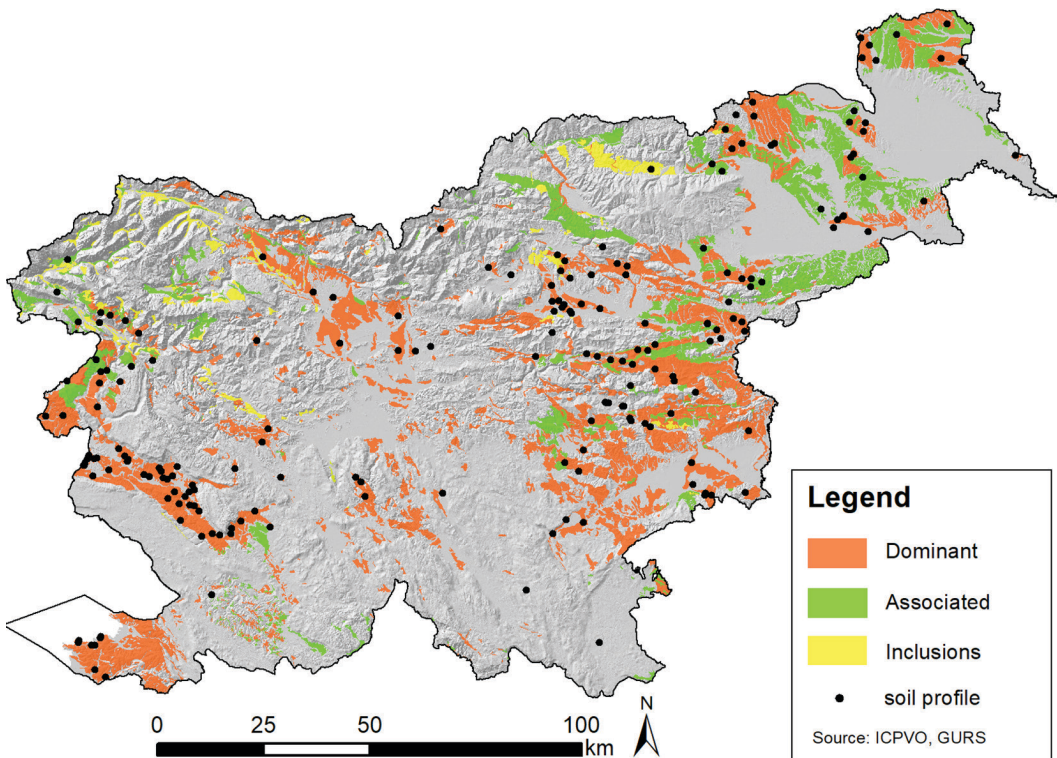 Legend
Dominant
Associated
Inclusions
soil profile
Source: ICPVO, GURS
0 25 50 100
km
N